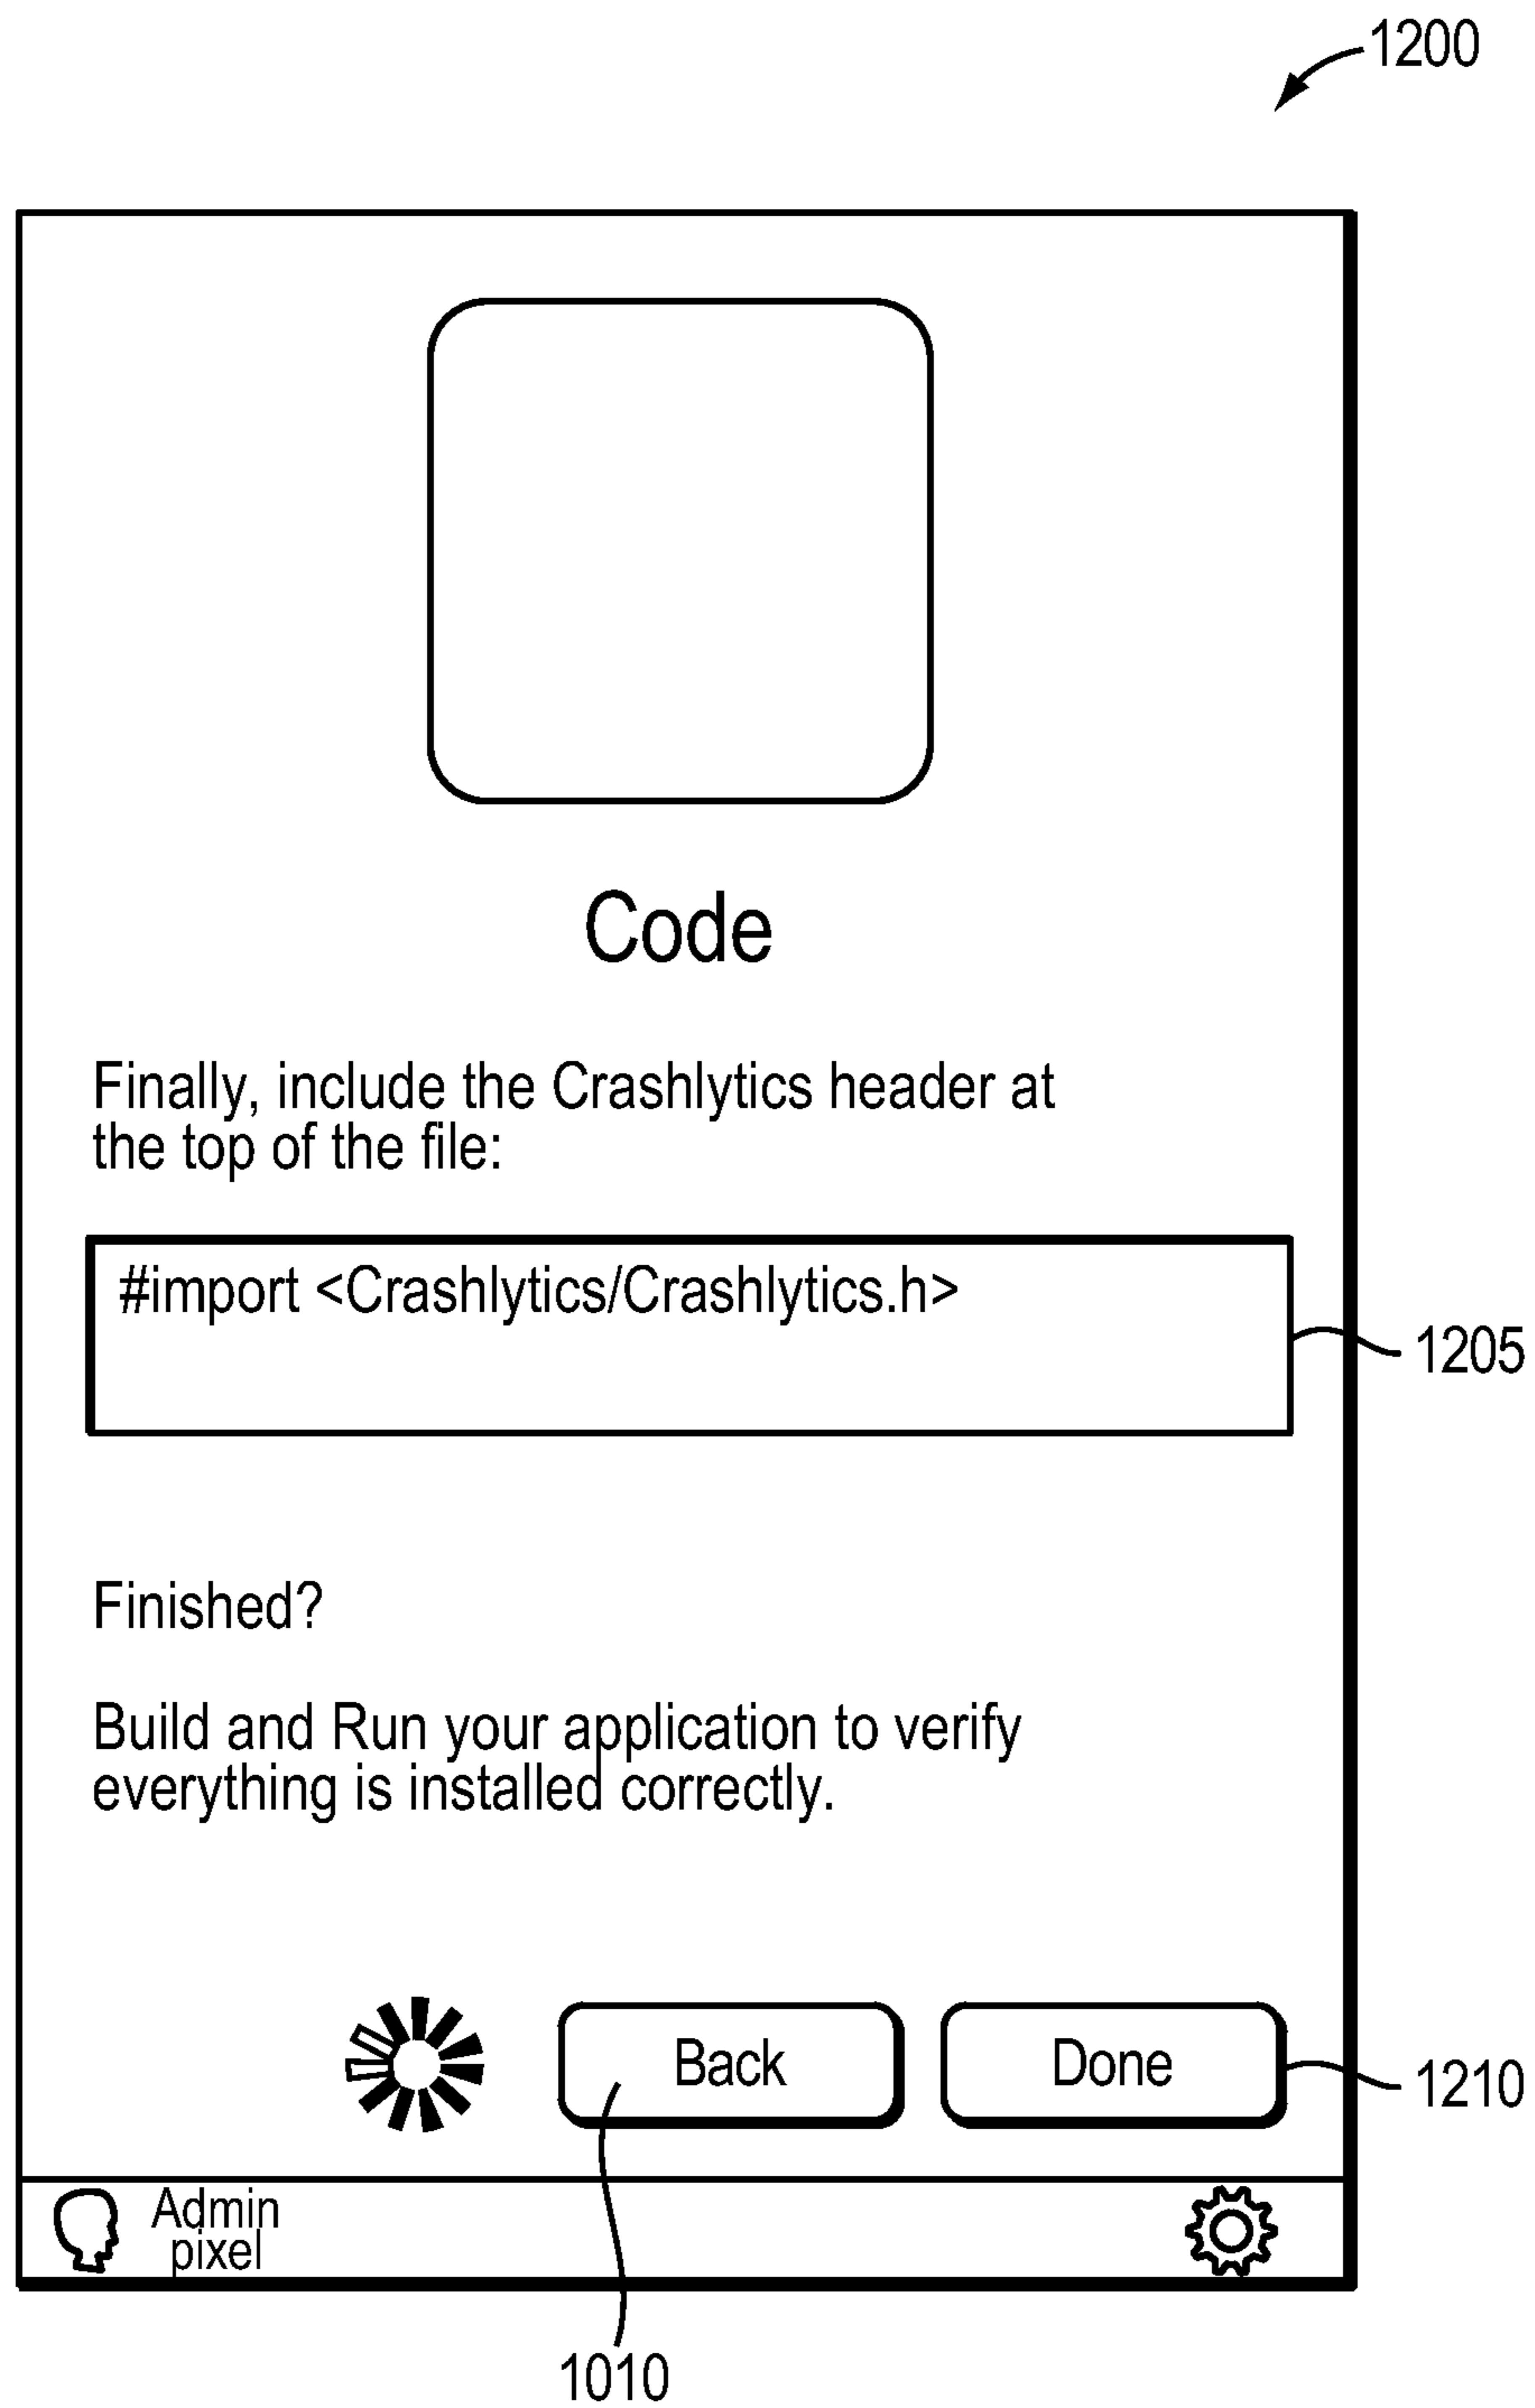 1200
Code
Finally, include the Crashlytics header at
the top of the file:
#import <Crashlytics/Crashlytics.h>
1205
Finished?
Build and Run your application to verify
everything is installed correctly.
Back
Done
1210
Admin
pixel
1010